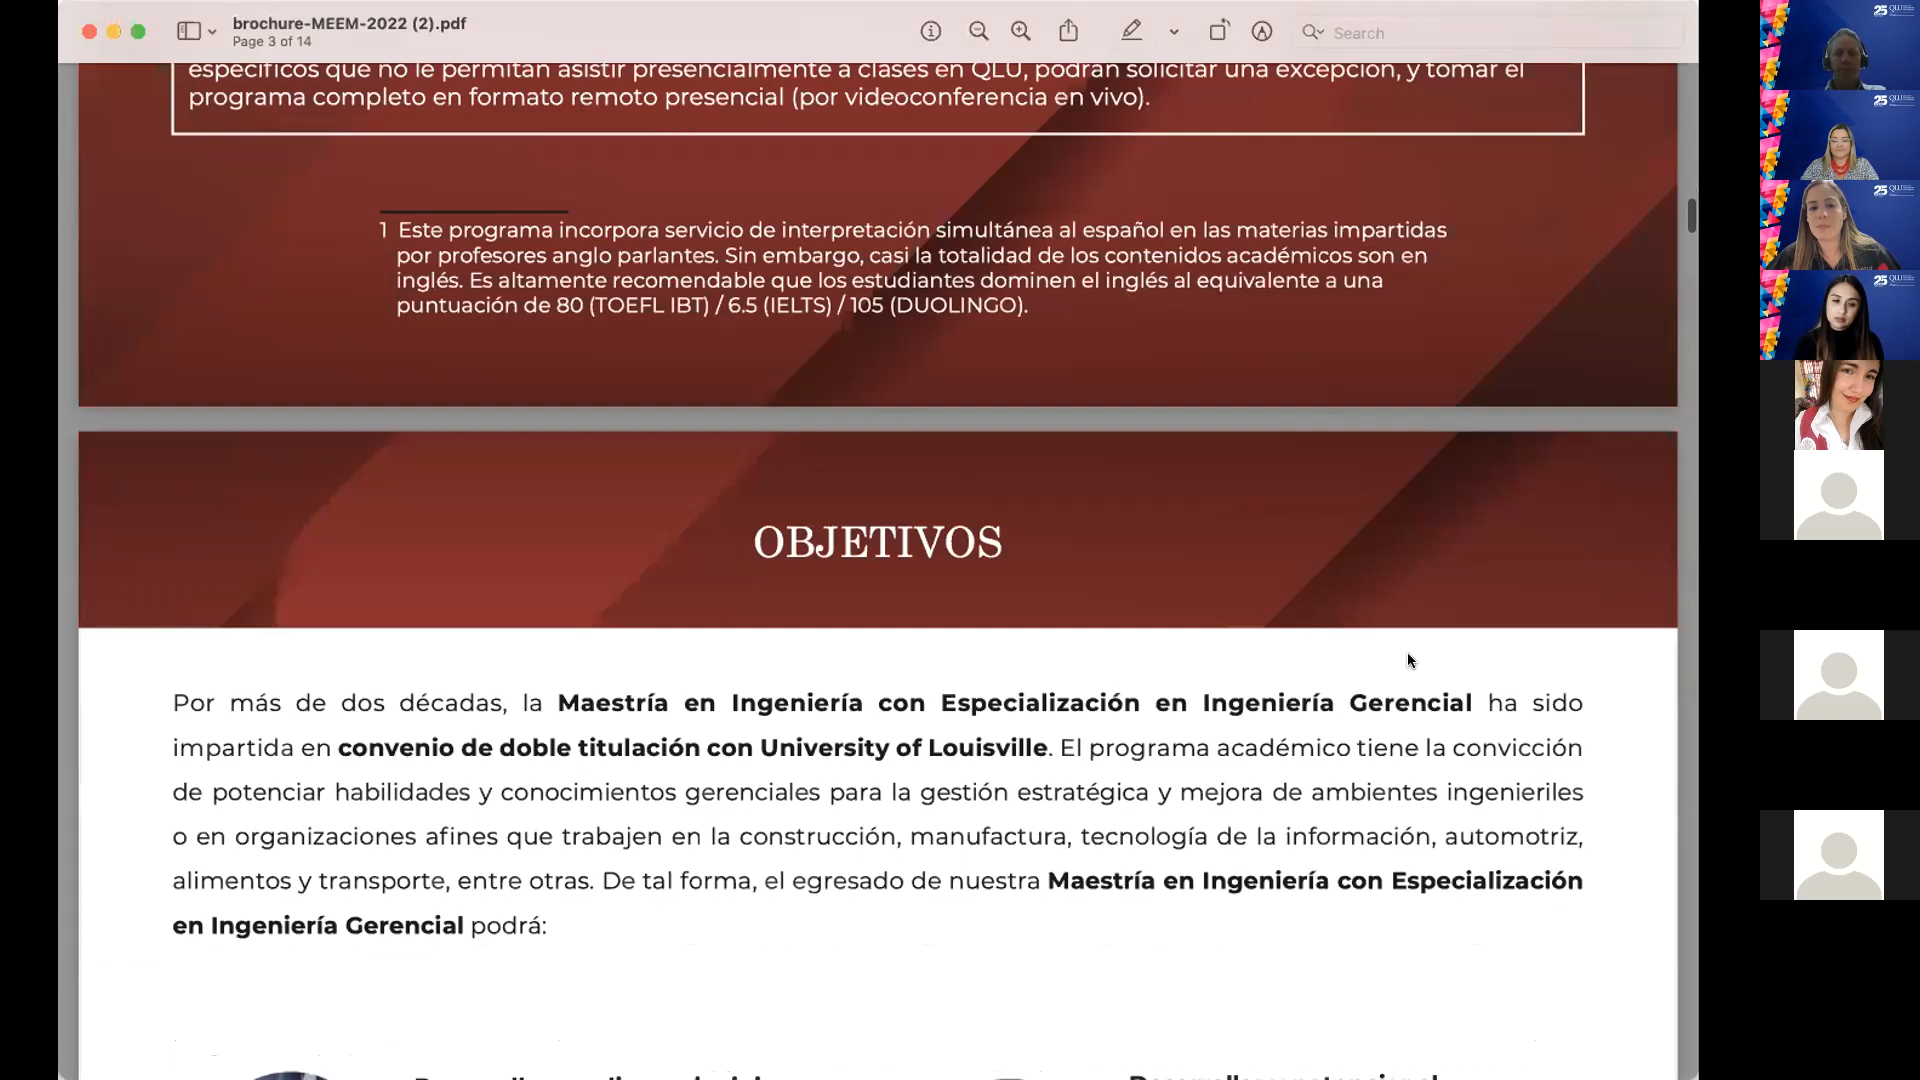 brochure-MEEM-2022 (2).pdf
Page 3 of 14
Search
específicos que no le permitan asistir presencialmente a clases en QLU, podrán solicitar una excepción, y tomar el
programa completo en formato remoto presencial (por videoconferencia en vivo).
1 Este programa incorpora servicio de interpretación simultánea al español en las materias impartidas
por profesores anglo parlantes. Sin embargo, casi la totalidad de los contenidos académicos son en
inglés. Es altamente recomendable que los estudiantes dominen el inglés al equivalente a una
puntuación de 80 (TOEFL IBT) / 6.5 (IELTS) / 105 (DUOLINGO).
OBJETIVOS
Por más de dos décadas, la Maestría en Ingeniería con Especialización en Ingeniería Gerencial ha sido
impartida en convenio de doble titulación con University of Louisville. El programa académico tiene la convicción
de potenciar habilidades y conocimientos gerenciales para la gestión estratégica y mejora de ambientes ingenieriles
o en organizaciones afines que trabajen en la construcción, manufactura, tecnología de la información, automotriz,
alimentos y transporte, entre otras. De tal forma, el egresado de nuestra Maestría en Ingeniería con Especialización
en Ingeniería Gerencial podrá:
25 QLU
25 QLU
25 QLU
25 QLU